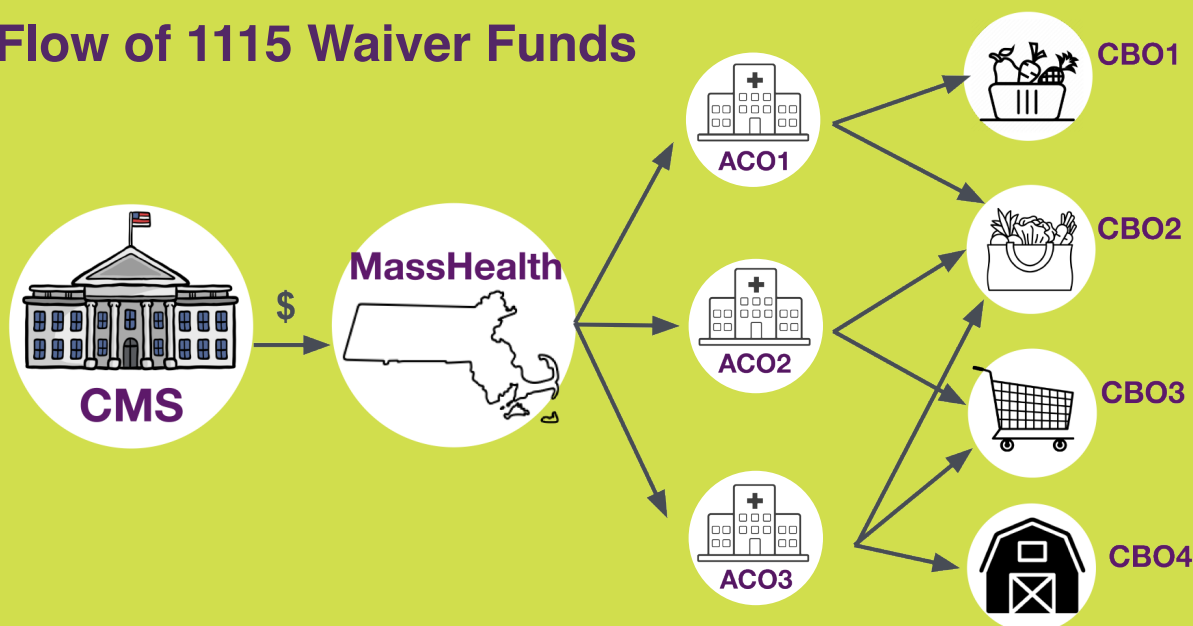 Flow of 1115 Waiver Funds
CMS
$
MassHealth
ACO1
ACO2
ACO3
CBO1
CBO2
CBO3
CBO4